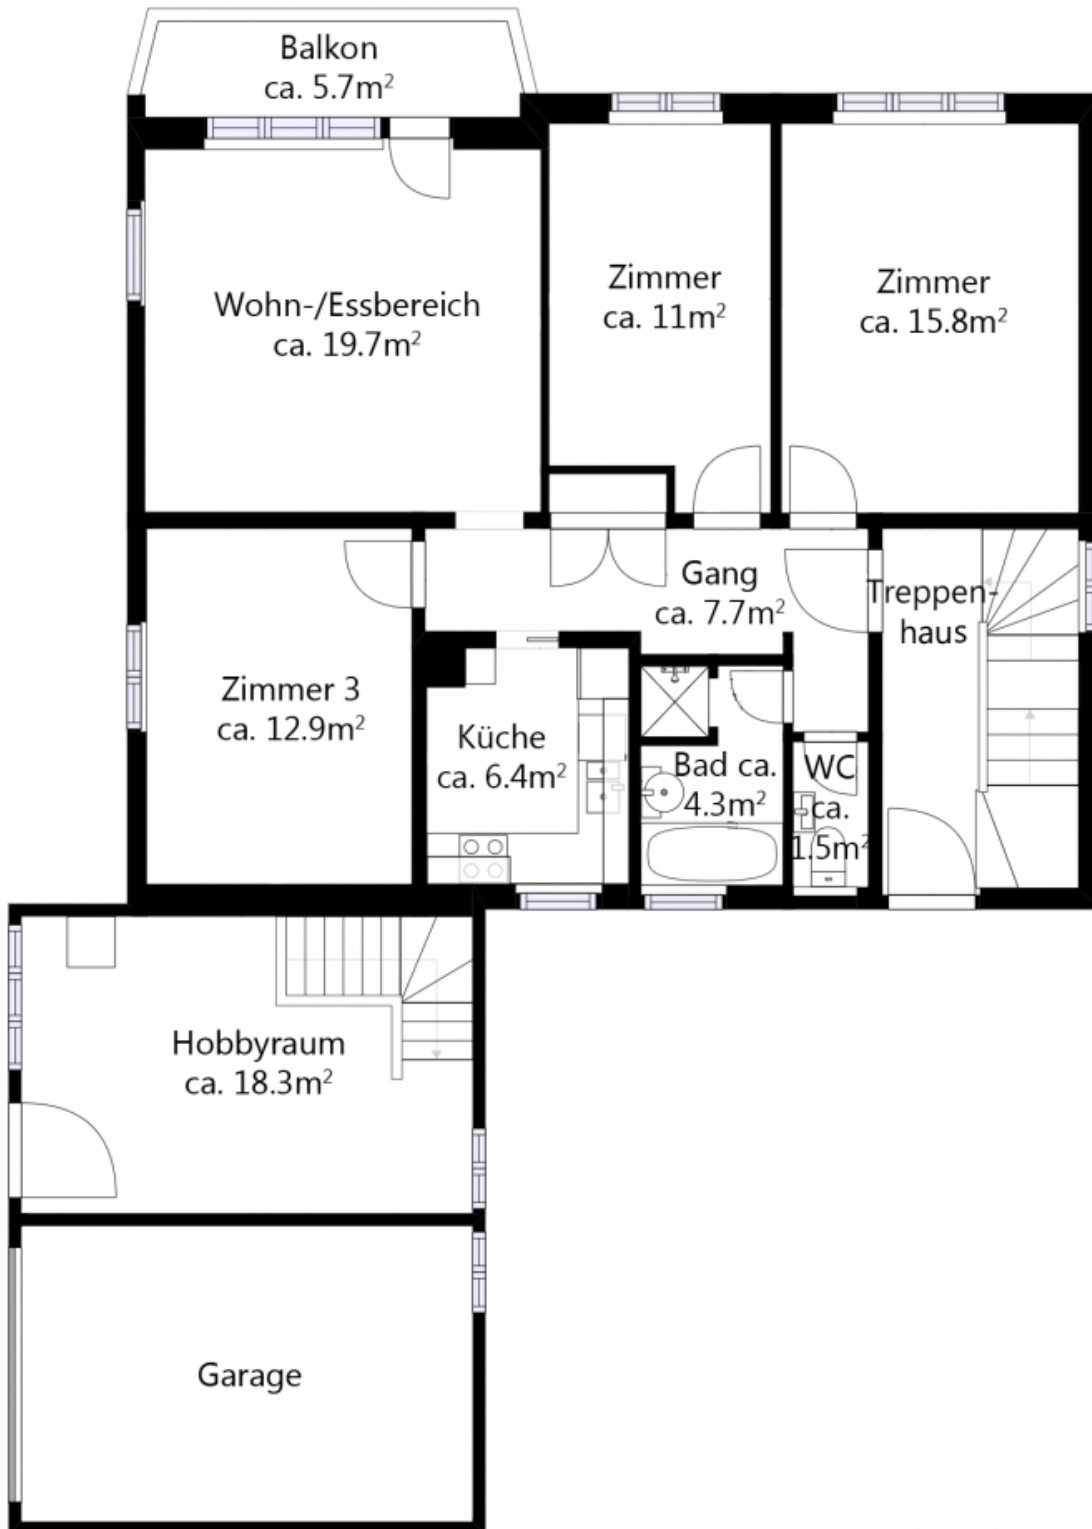 Balkon
ca. 5.7m²
Wohn-/Essbereich
ca. 19.7m²
Zimmer
ca. 11m²
Zimmer
ca. 15.8m²
Gang
ca. 7.7m²
Treppen-
haus
Zimmer 3
ca. 12.9m²
Küche
ca. 6.4m²
Bad ca.
4.3m²
WC
ca.
1.5m²
Hobbyraum
ca. 18.3m²
Garage